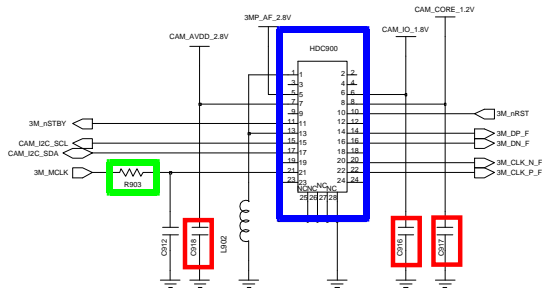 CAM_CORE_1.2V
3MP_AF_2.8V
CAM_AVDD_2.8V
CAM_IO_1.8V
HDC900
1 2
3 4
5 6
7 8
9 10
11 12
13 14
15 16
17 18
19 20
21 22
23 24
NC NC NC NC
25 26 27 28
3M_nSTBY
CAM_I2C_SCL
CAM_I2C_SDA
3M_MCLK
R903
3M_nRST
3M_DP_F
3M_DN_F
3M_CLK_N_F
3M_CLK_P_F
C912
C918
L902
C916
C917